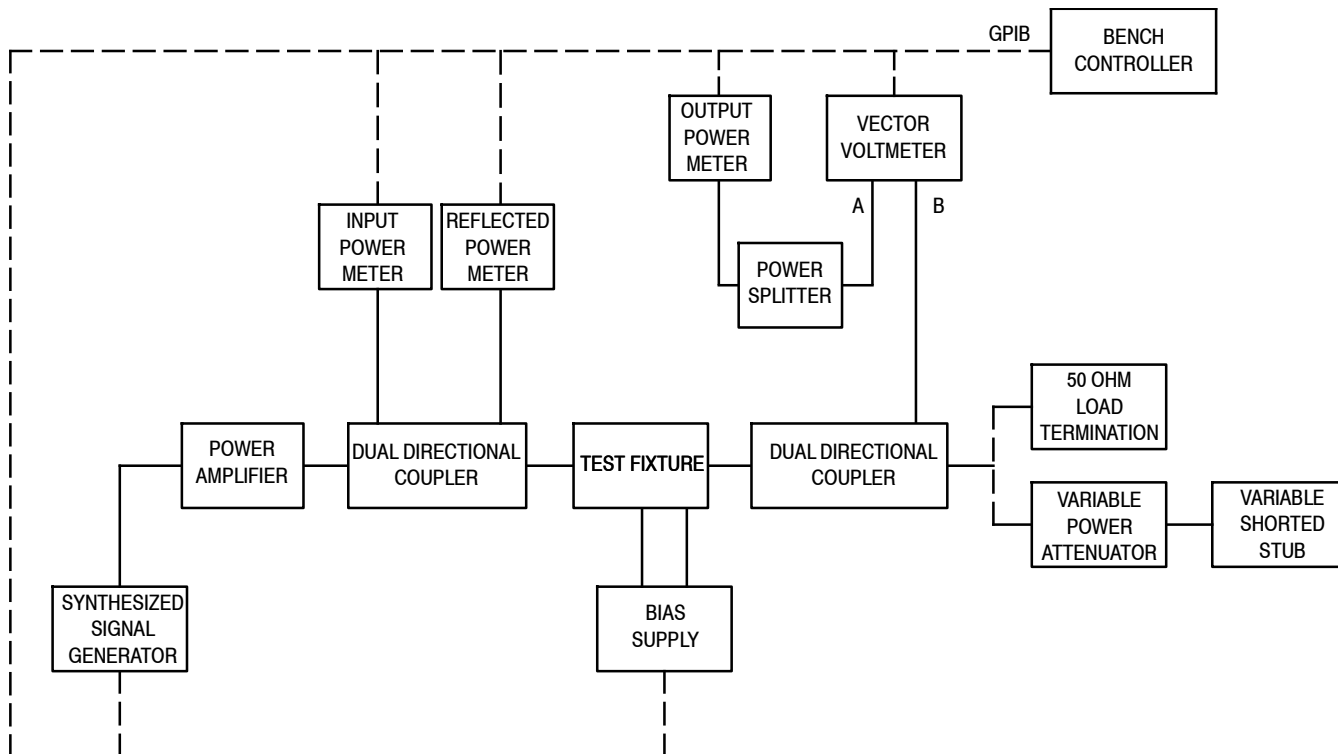 GPIB
BENCH
CONTROLLER
OUTPUT
POWER
METER
VECTOR
VOLTMETER
A
B
INPUT
POWER
METER
REFLECTED
POWER
METER
POWER
SPLITTER
50 OHM
LOAD
TERMINATION
POWER
AMPLIFIER
DUAL DIRECTIONAL
COUPLER
TEST FIXTURE
DUAL DIRECTIONAL
COUPLER
VARIABLE
POWER
ATTENUATOR
VARIABLE
SHORTED
STUB
SYNTHESIZED
SIGNAL
GENERATOR
BIAS
SUPPLY